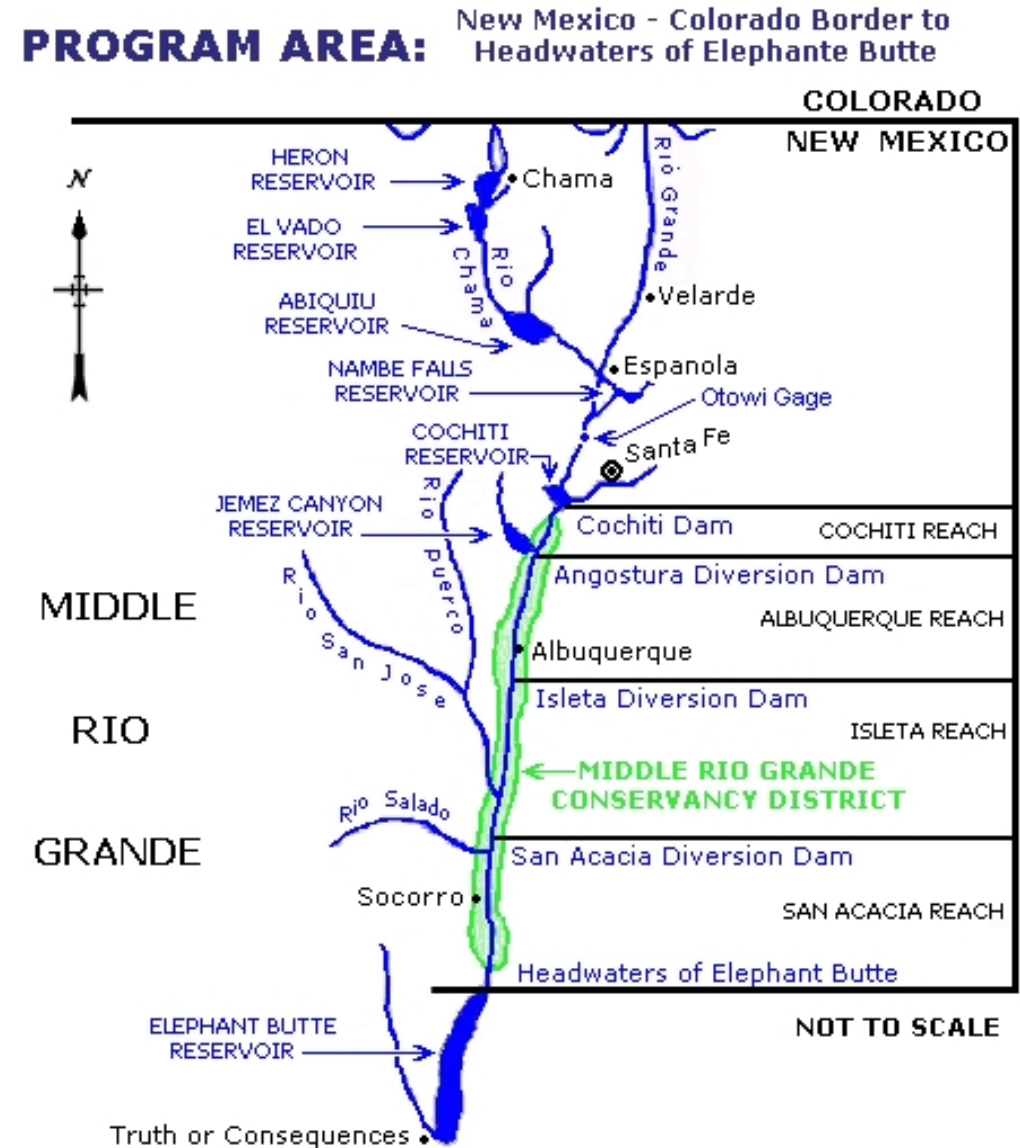 PROGRAM AREA:
New Mexico - Colorado Border to
Headwaters of Elephante Butte
COLORADO
NEW MEXICO
N
HERON
RESERVOIR
Chama
Rio Grande
EL VADO
RESERVOIR
Rio
Chama
ABIQUIU
RESERVOIR
Velarde
NAMBE FALLS
RESERVOIR
Espanola
Otowi Gage
COCHITI
RESERVOIR
Santa Fe
JEMEZ CANYON
RESERVOIR
Rio Puerco
Cochiti Dam
COCHITI REACH
Rio San Jose
Angostura Diversion Dam
MIDDLE
ALBUQUERQUE REACH
Albuquerque
Isleta Diversion Dam
RIO
ISLETA REACH
MIDDLE RIO GRANDE
CONSERVANCY DISTRICT
Rio Salado
GRANDE
San Acacia Diversion Dam
Socorro
SAN ACACIA REACH
Headwaters of Elephant Butte
ELEPHANT BUTTE
RESERVOIR
NOT TO SCALE
Truth or Consequences